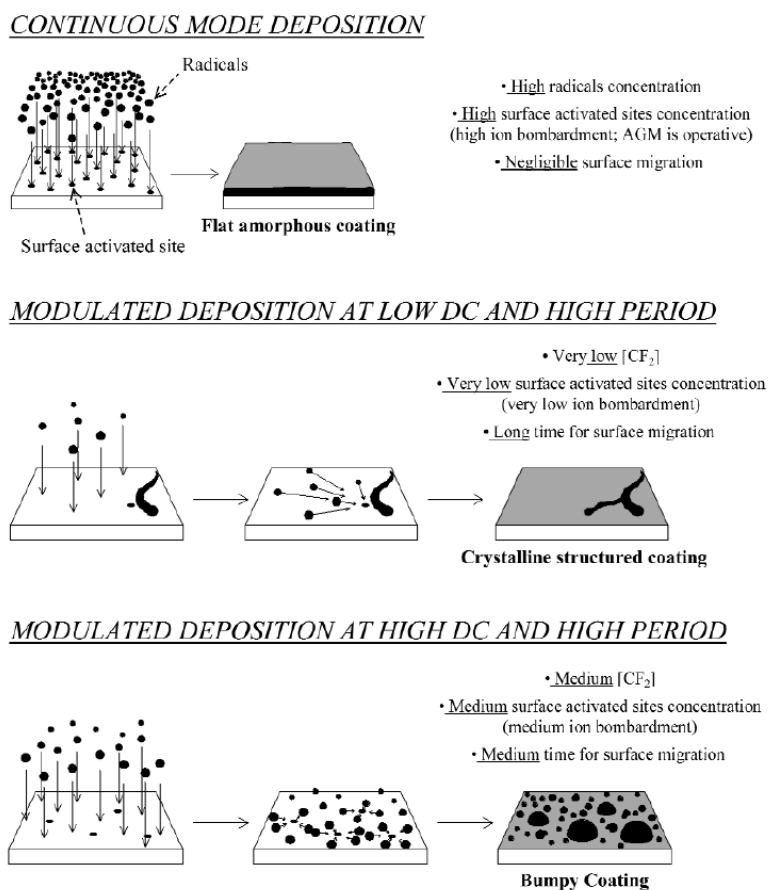 CONTINUOUS MODE DEPOSITION
Radicals
• High radicals concentration
• High surface activated sites concentration
(high ion bombardment; AGM is operative)
• Negligible surface migration
Flat amorphous coating
Surface activated site
MODULATED DEPOSITION AT LOW DC AND HIGH PERIOD
• Very low [CF₂]
• Very low surface activated sites concentration
(very low ion bombardment)
• Long time for surface migration
Crystalline structured coating
MODULATED DEPOSITION AT HIGH DC AND HIGH PERIOD
• Medium [CF₂]
• Medium surface activated sites concentration
(medium ion bombardment)
• Medium time for surface migration
Bumpy Coating